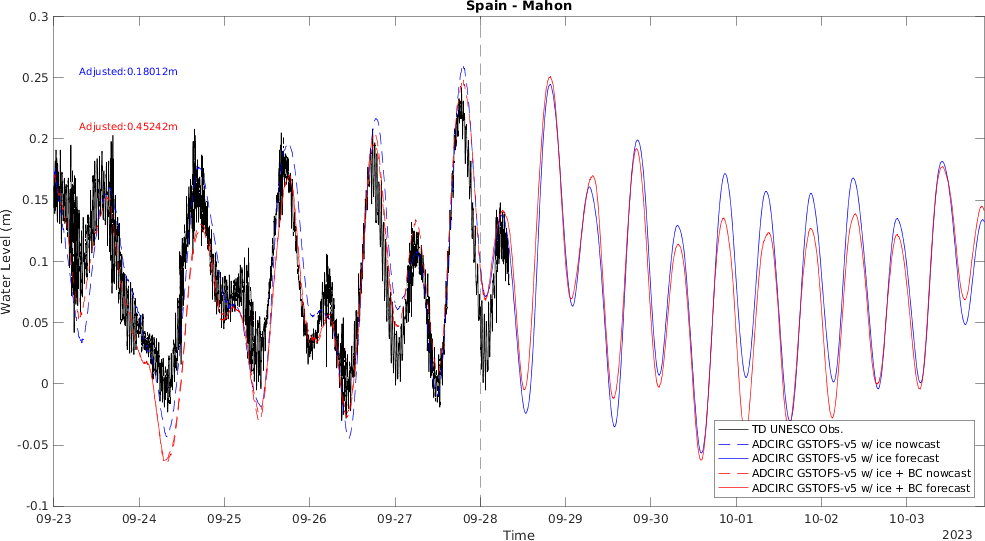 Spain - Mahon
0.3
0.25
0.2
0.15
0.1
0.05
0
-0.05
-0.1
Water Level (m)
Adjusted:0.18012m
Adjusted:0.45242m
TD UNESCO Obs.
ADCIRC GSTOFS-v5 w/ ice nowcast
ADCIRC GSTOFS-v5 w/ ice forecast
ADCIRC GSTOFS-v5 w/ ice + BC nowcast
ADCIRC GSTOFS-v5 w/ ice + BC forecast
09-23 09-24 09-25 09-26 09-27 09-28 09-29 09-30 10-01 10-02 10-03
Time
2023